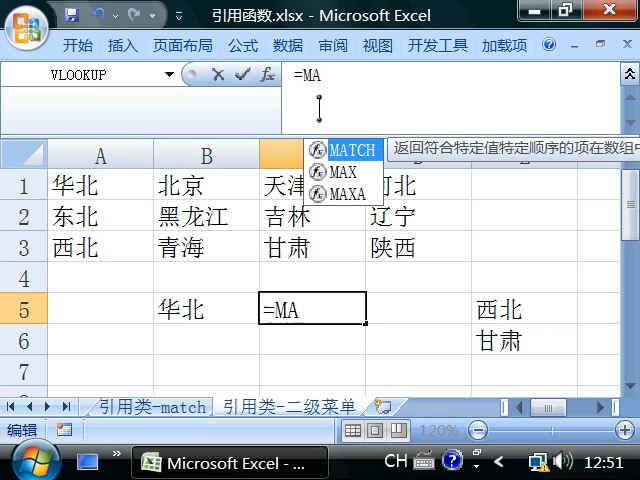 引用函数.xlsx - Microsoft Excel
开始 插入 页面布局 公式 数据 审阅 视图 开发工具 加载项
VLOOKUP =MA
MATCH 返回符合特定值特定顺序的项在数组中
MAX
MAXA
A B E
1 华北 北京 天津 河北
2 东北 黑龙江 吉林 辽宁
3 西北 青海 甘肃 陕西
4
5 华北 =MA 西北
6 甘肃
7
引用类-match 引用类-二级菜单
编辑 120%
Microsoft Excel - ... CH 12:51